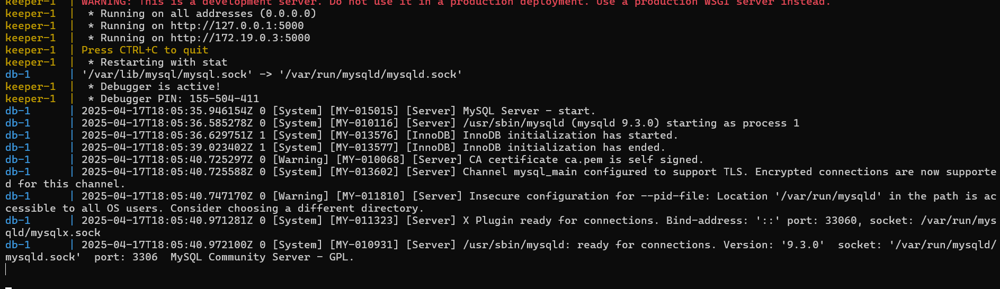 keeper-1  | WARNING: This is a development server. Do not use it in a production deployment. Use a production WSGI server instead.
keeper-1  |  * Running on all addresses (0.0.0.0)
keeper-1  |  * Running on http://127.0.0.1:5000
keeper-1  |  * Running on http://172.19.0.3:5000
keeper-1  | Press CTRL+C to quit
keeper-1  |  * Restarting with stat
db-1      | '/var/lib/mysql/mysql.sock' -> '/var/run/mysqld/mysqld.sock'
keeper-1  |  * Debugger is active!
keeper-1  |  * Debugger PIN: 155-504-411
db-1      | 2025-04-17T18:05:35.946154Z 0 [System] [MY-015015] [Server] MySQL Server - start.
db-1      | 2025-04-17T18:05:36.585278Z 0 [System] [MY-010116] [Server] /usr/sbin/mysqld (mysqld 9.3.0) starting as process 1
db-1      | 2025-04-17T18:05:36.629751Z 1 [System] [MY-013576] [InnoDB] InnoDB initialization has started.
db-1      | 2025-04-17T18:05:39.023402Z 1 [System] [MY-013577] [InnoDB] InnoDB initialization has ended.
db-1      | 2025-04-17T18:05:40.725297Z 0 [Warning] [MY-010068] [Server] CA certificate ca.pem is self signed.
db-1      | 2025-04-17T18:05:40.725588Z 0 [System] [MY-013602] [Server] Channel mysql_main configured to support TLS. Encrypted connections are now supporte
d for this channel.
db-1      | 2025-04-17T18:05:40.747170Z 0 [Warning] [MY-011810] [Server] Insecure configuration for --pid-file: Location '/var/run/mysqld' in the path is ac
cessible to all OS users. Consider choosing a different directory.
db-1      | 2025-04-17T18:05:40.971281Z 0 [System] [MY-011323] [Server] X Plugin ready for connections. Bind-address: '::' port: 33060, socket: /var/run/mys
qld/mysqlx.sock
db-1      | 2025-04-17T18:05:40.972100Z 0 [System] [MY-010931] [Server] /usr/sbin/mysqld: ready for connections. Version: '9.3.0'  socket: '/var/run/mysqld/
mysqld.sock'  port: 3306  MySQL Community Server - GPL.